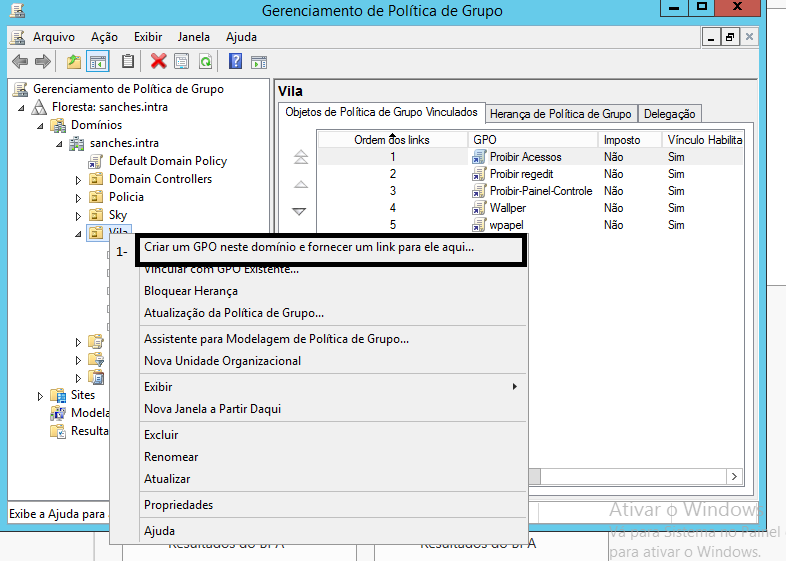 Gerenciamento de Política de Grupo
Arquivo Ação Exibir Janela Ajuda
Gerenciamento de Política de Grupo
Floresta: sanches.intra
Domínios
sanches.intra
Default Domain Policy
Domain Controllers
Policia
Sky
Vila
Sites
Modela
Resulta
Vila
Objetos de Política de Grupo Vinculados Herança de Política de Grupo Delegação
Ordem dos links GPO Imposto Vínculo Habilita
1 Proibir Acessos Não Sim
2 Proibir regedit Não Sim
3 Proibir-Painel-Controle Não Sim
4 Wallper Não Sim
5 wpapel Não Sim
1- Criar um GPO neste domínio e fornecer um link para ele aqui...
Vincular com GPO Existente...
Bloquear Herança
Atualização da Política de Grupo...
Assistente para Modelagem de Política de Grupo...
Nova Unidade Organizacional
Exibir
Nova Janela a Partir Daqui
Excluir
Renomear
Atualizar
Propriedades
Ajuda
Exibe a Ajuda para
Ativar o Windows
Vá para Sistema no Painel
para ativar o Windows.
Resultados do BPA Resultados do BPA